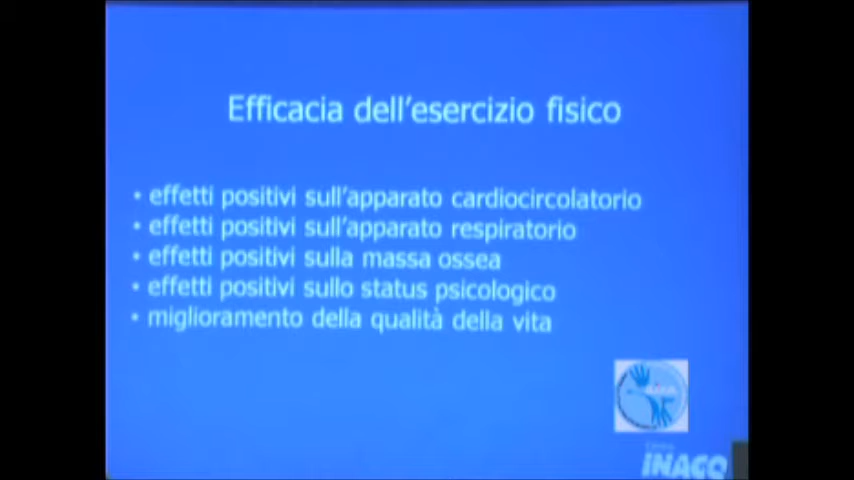 Efficacia dell'esercizio fisico
• effetti positivi sull'apparato cardiocircolatorio
• effetti positivi sull'apparato respiratorio
• effetti positivi sulla massa ossea
• effetti positivi sullo status psicologico
• miglioramento della qualità della vita